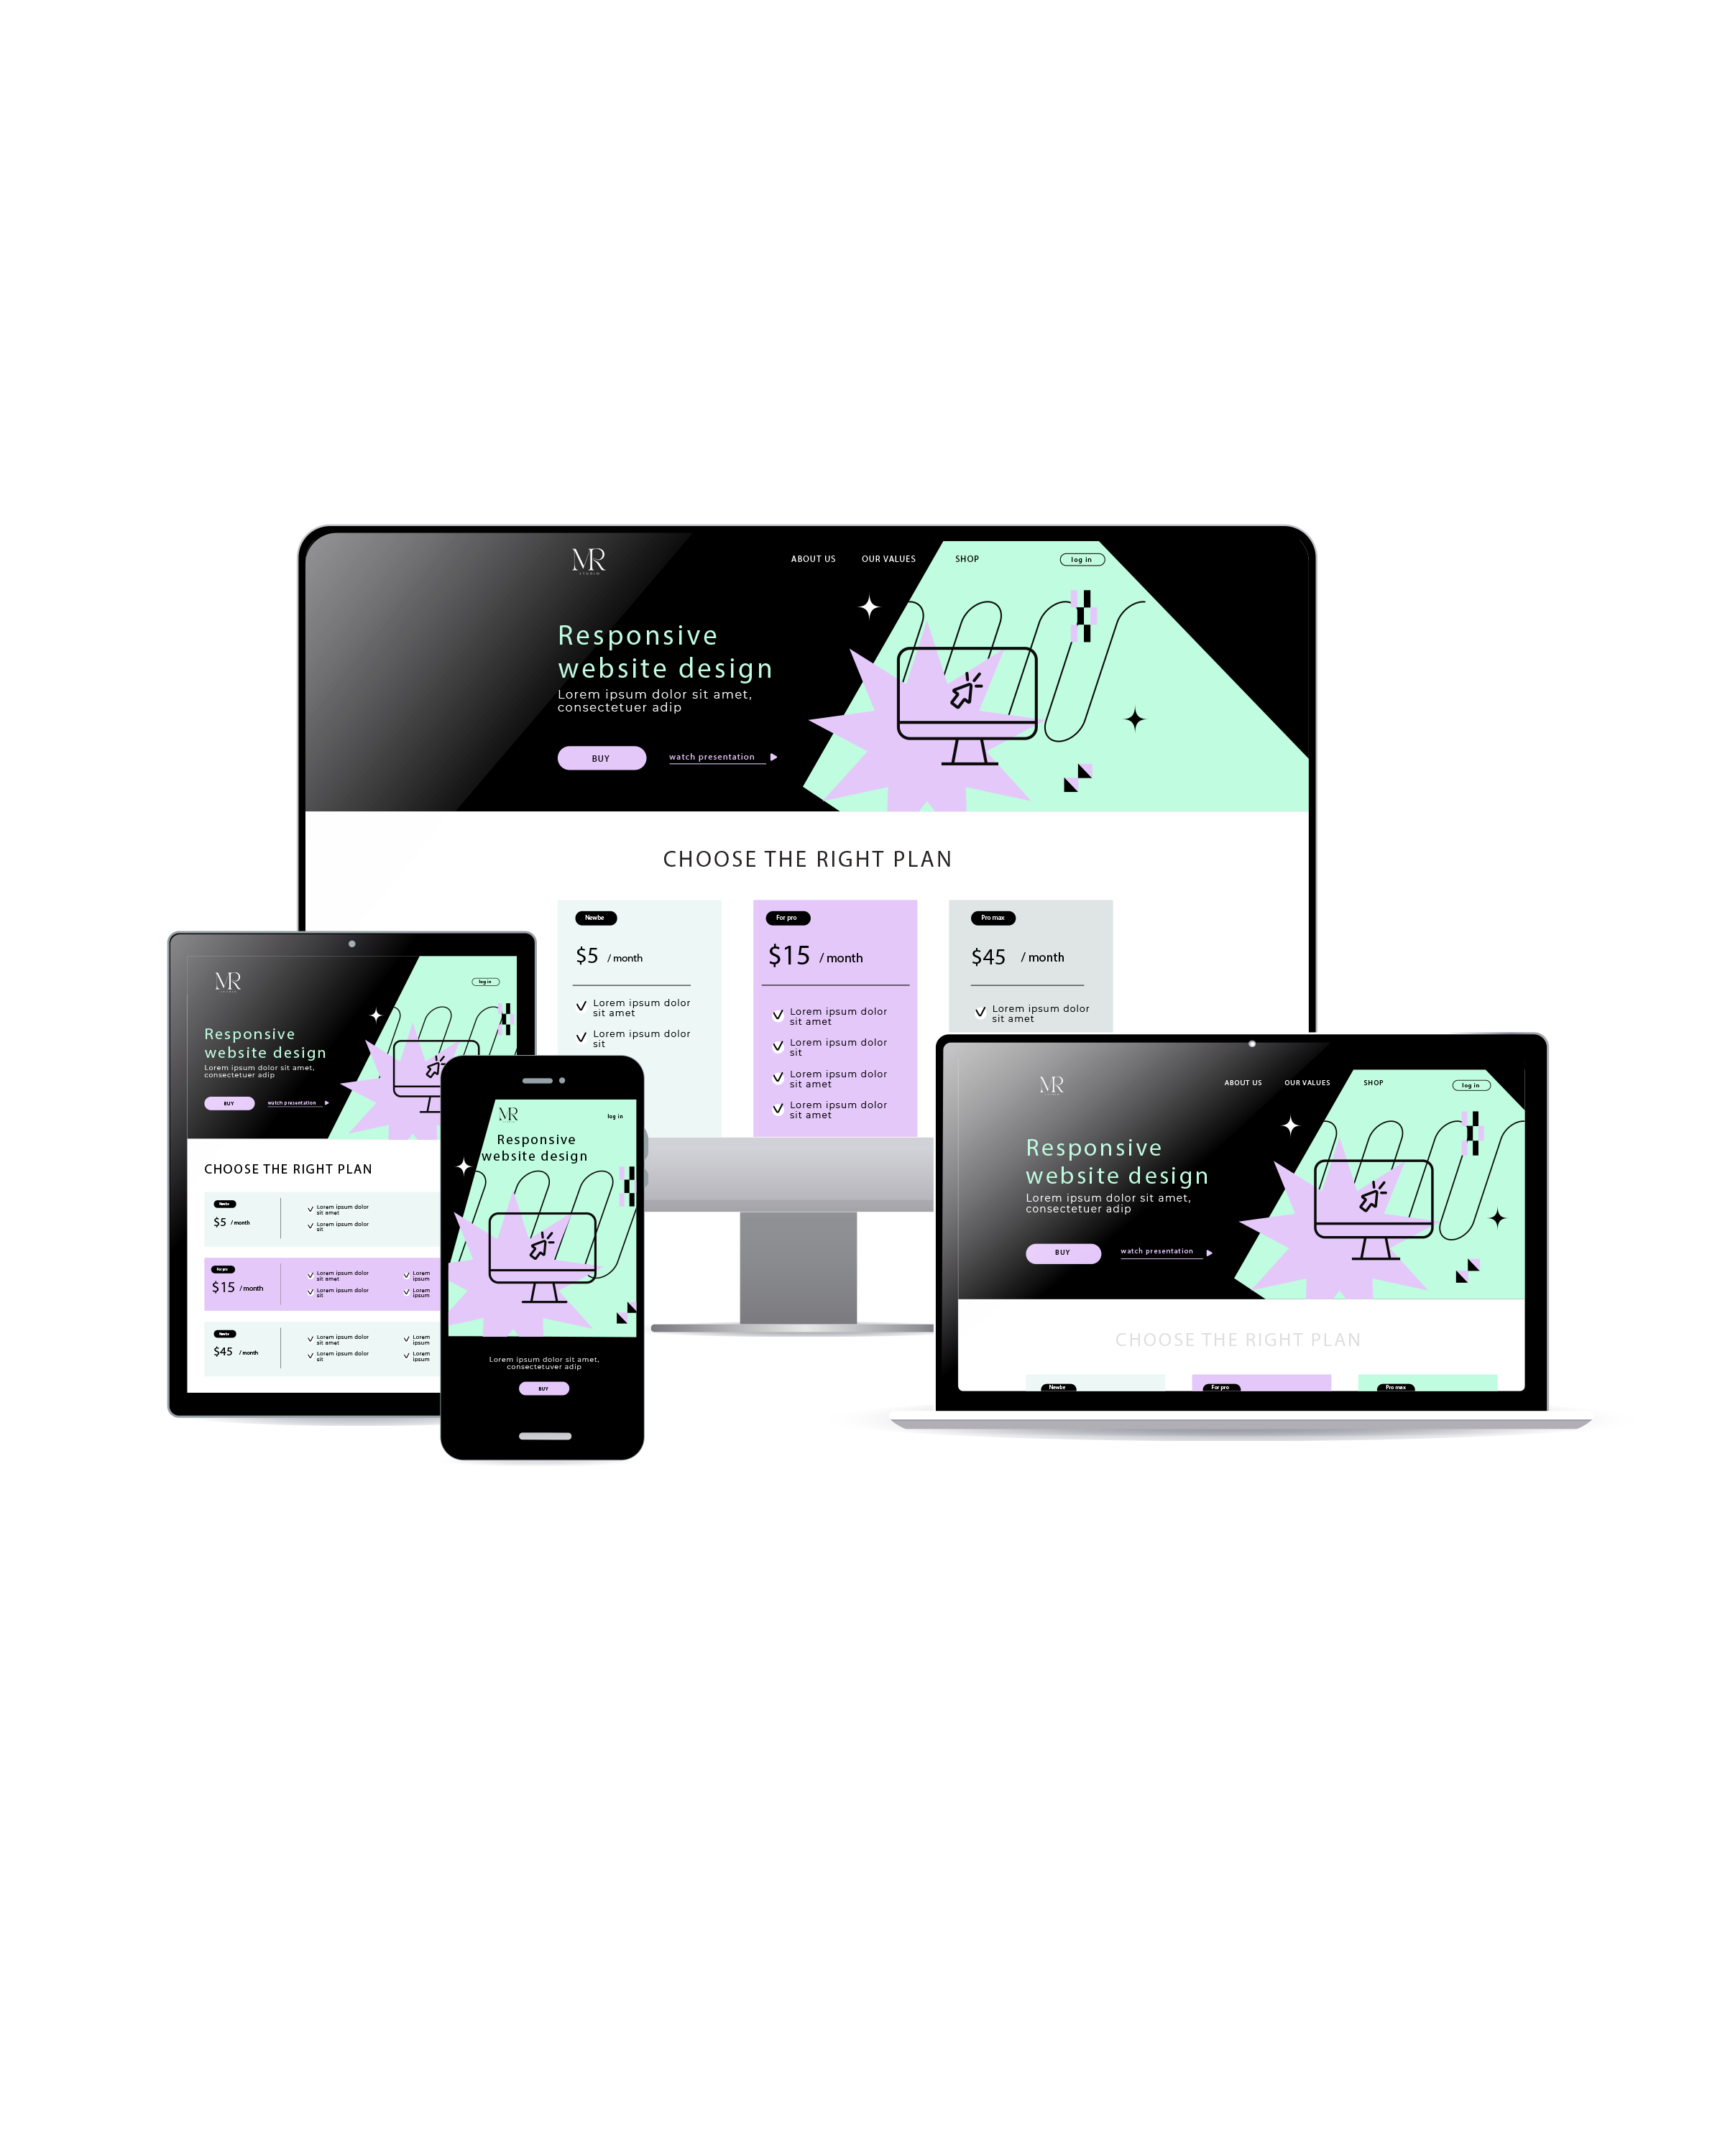 MR
STUDIO
ABOUT US
OUR VALUES
SHOP
log in
Responsive
website design
Lorem ipsum dolor sit amet,
consectetuer adip
BUY
watch presentation
CHOOSE THE RIGHT PLAN
Newbe
$5 / month
Lorem ipsum dolor
sit amet
Lorem ipsum dolor
sit
For pro
$15 / month
Lorem ipsum dolor
sit amet
Lorem ipsum dolor
sit
Lorem ipsum dolor
sit amet
Lorem ipsum dolor
sit amet
Pro max
$45 / month
Lorem ipsum dolor
sit amet
MR
log in
Responsive
website design
Lorem ipsum dolor sit amet,
consectetuer adip
BUY
watch presentation
CHOOSE THE RIGHT PLAN
Newbe
$5 / month
Lorem ipsum dolor
sit amet
Lorem ipsum dolor
sit
For pro
$15 / month
Lorem ipsum dolor
sit amet
Lorem ipsum dolor
sit
Lorem
ipsum
Lorem
ipsum
Newbe
$45 / month
Lorem ipsum dolor
sit amet
Lorem ipsum dolor
sit
Lorem
ipsum
Lorem
ipsum
MR
log in
Responsive
website design
Lorem ipsum dolor sit amet,
consectetuver adip
BUY
MR
ABOUT US
OUR VALUES
SHOP
log in
Responsive
website design
Lorem ipsum dolor sit amet,
consectetuer adip
BUY
watch presentation
CHOOSE THE RIGHT PLAN
Newbe
For pro
Pro max